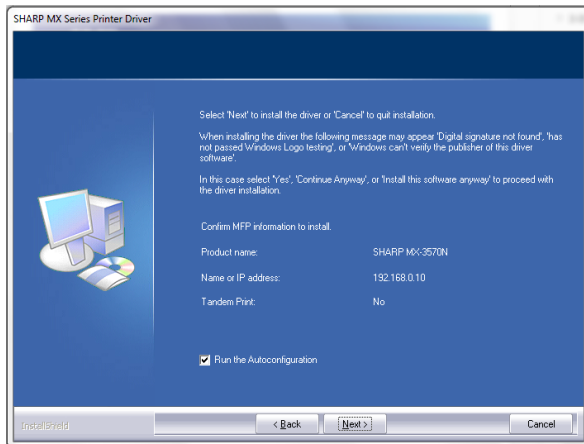 SHARP MX Series Printer Driver
Select 'Next' to install the driver or 'Cancel' to quit installation.
When installing the driver the following message may appear 'Digital signature not found', 'has
not passed Windows Logo testing', or 'Windows can't verify the publisher of this driver
software'.
In this case select 'Yes', 'Continue Anyway', or 'Install this software anyway' to proceed with
the driver installation.
Confirm MFP information to install.
Product name: SHARP MX-3570N
Name or IP address: 192.168.0.10
Tandem Print: No
Run the Autoconfiguration
InstallShield
< Back Next > Cancel